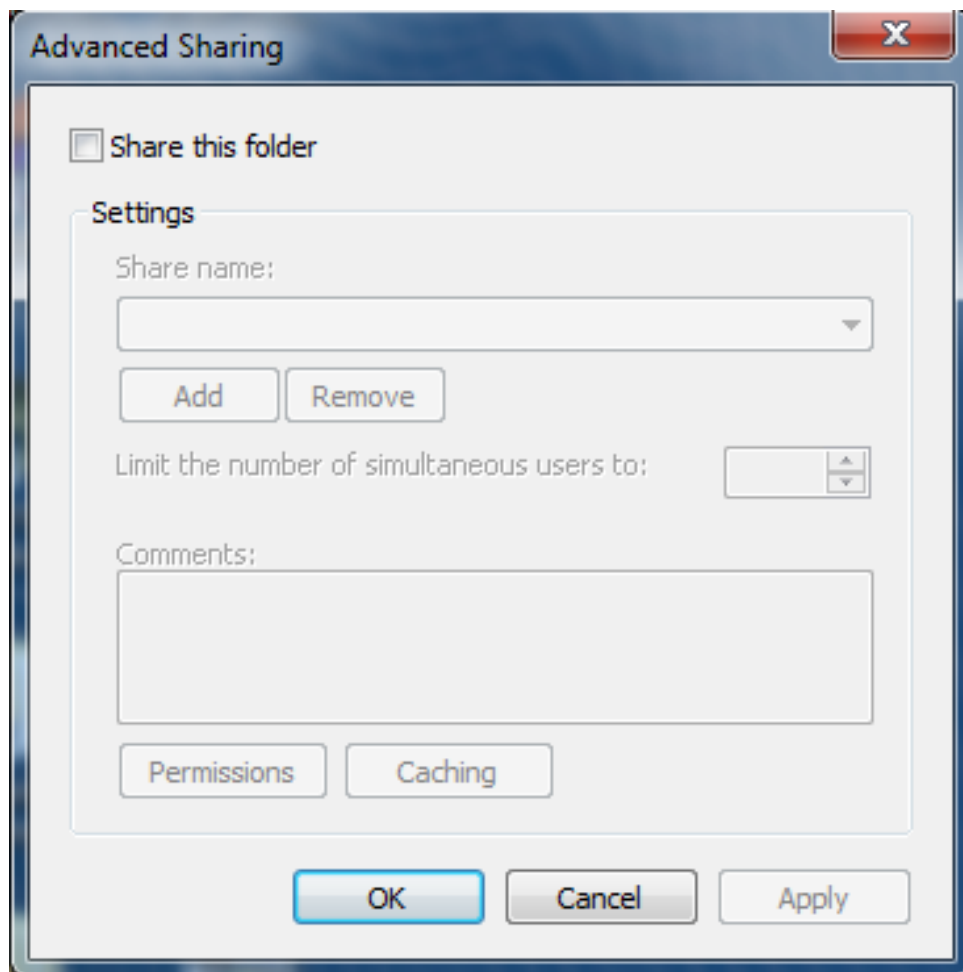 Advanced Sharing
Share this folder
Settings
Share name:
Add Remove
Limit the number of simultaneous users to:
Comments:
Permissions Caching
OK Cancel Apply